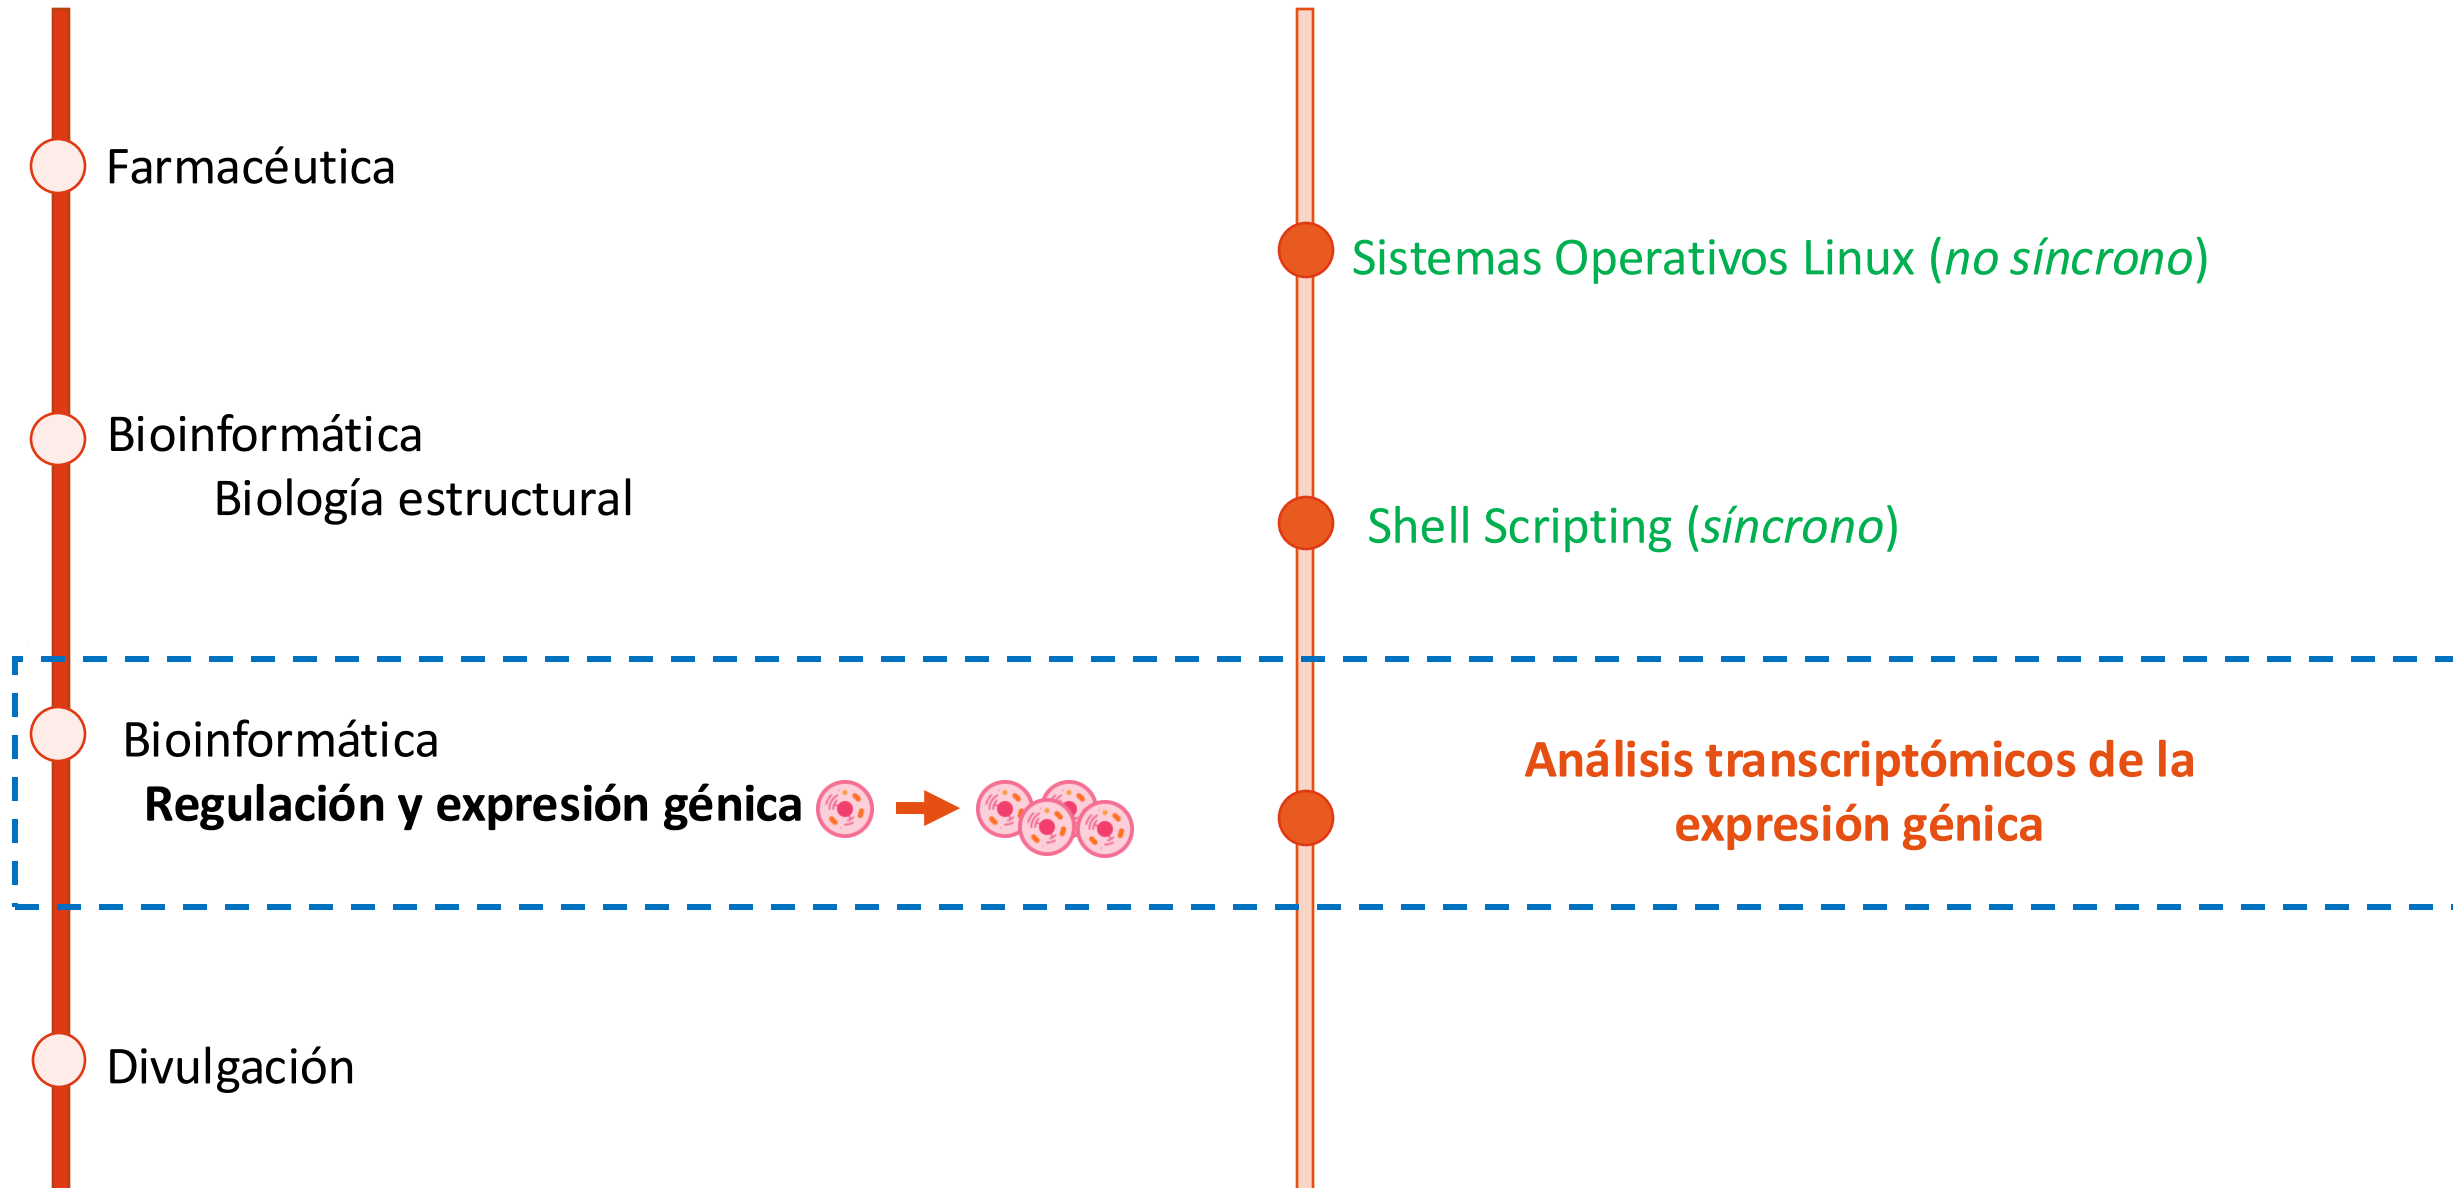 Farmacéutica
Bioinformática
Biología estructural
Bioinformática
Regulación y expresión génica
Divulgación
Sistemas Operativos Linux (no síncrono)
Shell Scripting (síncrono)
Análisis transcriptómicos de la
expresión génica